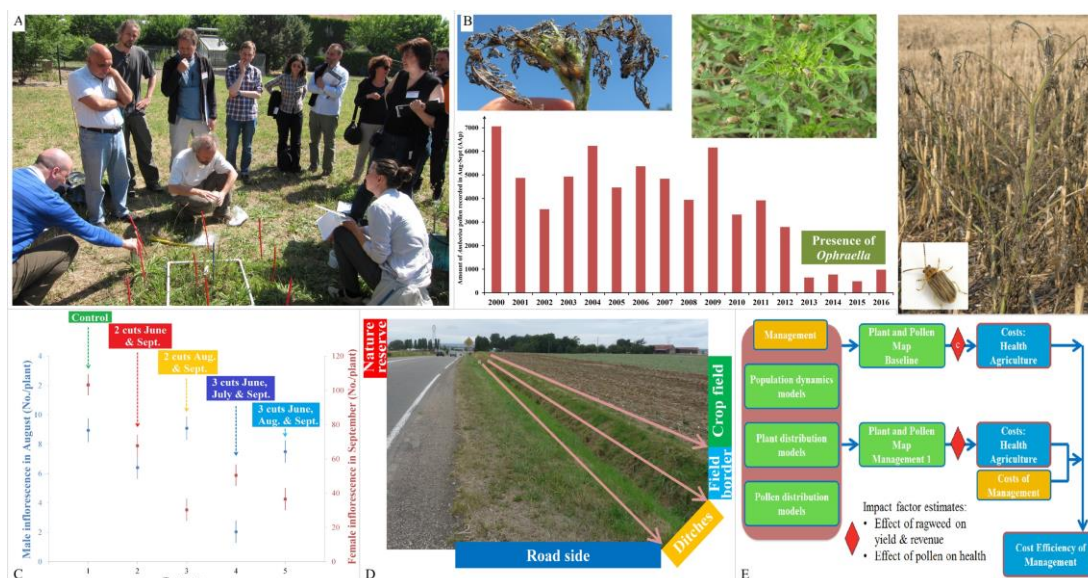 A
B
Amount of Ambrosia pollen recorded in Aug-Sept (AAp)
7000
6000
5000
4000
3000
2000
1000
0
2000 2001 2002 2003 2004 2005 2006 2007 2008 2009 2010 2011 2012 2013 2014 2015 2016
Presence of
Ophraella
Control
2 cuts June
& Sept.
2 cuts Aug.
& Sept.
3 cuts June,
July & Sept.
3 cuts June,
Aug. & Sept.
Male inflorescence in August (No./plant)
4
2
8
6
4
2
0
1 2 3 4 5
120
100
80
60
40
20
0
Female inflorescence in September (No./plant)
C
Nature
reserve
Crop field
Field
border
Ditches
Road side
D
E
Management
Population dynamics
models
Plant distribution
models
Pollen distribution
models
Plant and Pollen
Map
Baseline
c
Costs:
Health
Agriculture
Plant and Pollen
Map
Management 1
Costs:
Health
Agriculture
Costs of
Management
Impact factor estimates:
• Effect of ragweed on
yield & revenue
• Effect of pollen on health
Cost Efficiency of
Management